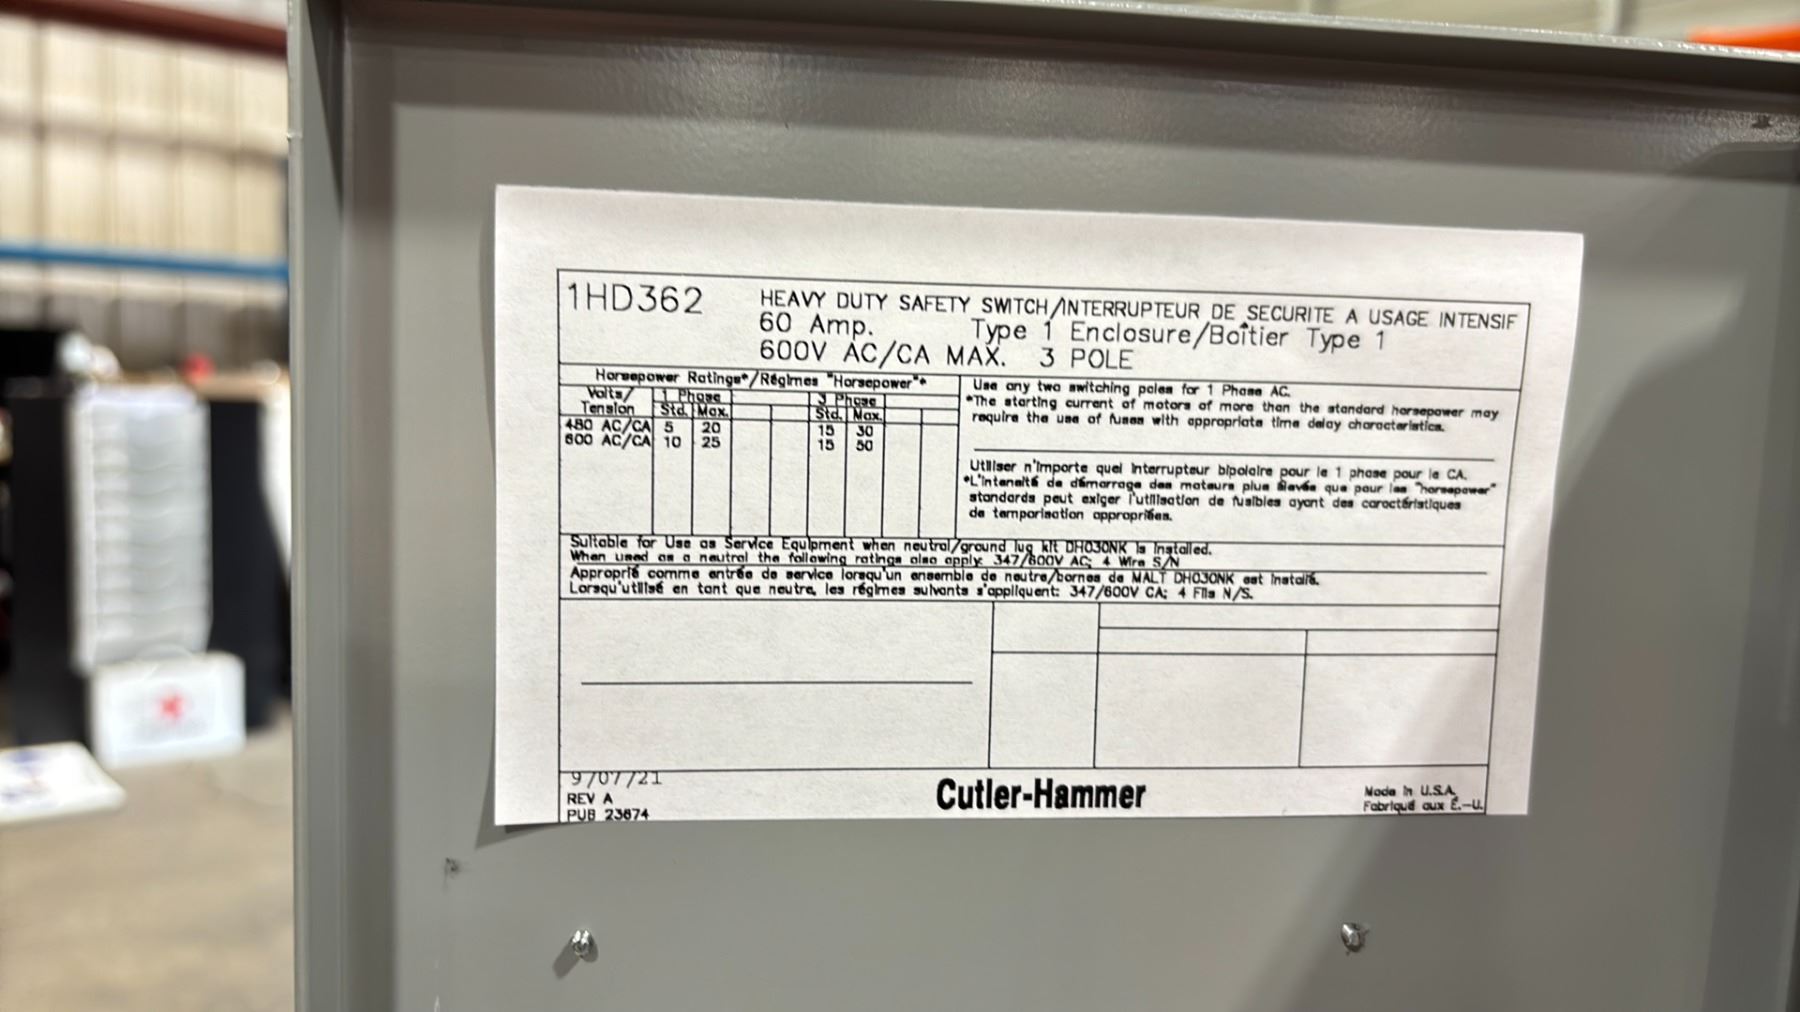 1HD362
HEAVY DUTY SAFETY SWITCH/INTERRUPTEUR DE SECURITE A USAGE INTENSIF
60 Amp. Type 1 Enclosure/Boîtier Type 1
600V AC/CA MAX. 3 POLE
Horsepower Ratings*/Régimes "Horsepower"*
Volts/ 1 Phase 3 Phase
Tension Std. Max. Std. Max.
480 AC/CA 5 20 15 30
600 AC/CA 10 25 15 50
Use any two switching poles for 1 Phase AC.
*The starting current of motors of more than the standard horsepower may
require the use of fuses with appropriate time delay characteristics.
Utiliser n'importe quel interrupteur bipolaire pour le 1 phase pour le CA.
*L'intensité de démarrage des moteurs plus élevée que pour les "horsepower"
standards peut exiger l'utilisation de fusibles ayant des caractéristiques
de temporisation appropriées.
Suitable for Use as Service Equipment when neutral/ground lug kit DH030NK is installed.
When used as a neutral the following ratings also apply: 347/600V AC; 4 Wire S/N
Approprié comme entrée de service lorsqu'un ensemble de neutre/bornes de MALT DH030NK est installé.
Lorsqu'utilisé en tant que neutre, les régimes suivants s'appliquent: 347/600V CA; 4 Fils N/S.
9/07/21
REV A
PUB 23674
Cutler-Hammer
Made in U.S.A.
Fabriqué aux É.-U.